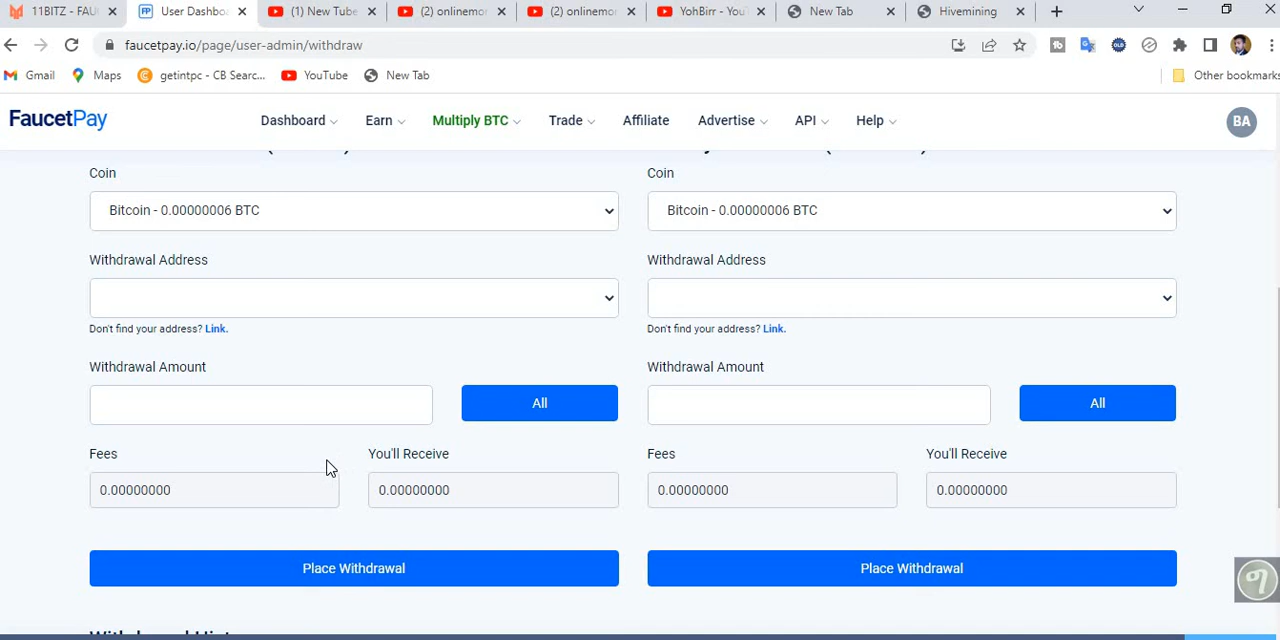 11BITZ - FAU
User Dashbo
(1) New Tube
(2) onlinemo
(2) onlinemo
YohBirr - You
New Tab
Hivemining
faucetpay.io/page/user-admin/withdraw
Gmail
Maps
getintpc - CB Searc...
YouTube
New Tab
Other bookmarks
FaucetPay
Dashboard
Earn
Multiply BTC
Trade
Affiliate
Advertise
API
Help
BA
Coin
Coin
Bitcoin - 0.00000006 BTC
Bitcoin - 0.00000006 BTC
Withdrawal Address
Withdrawal Address
Don't find your address? Link.
Don't find your address? Link.
Withdrawal Amount
Withdrawal Amount
All
All
Fees
You'll Receive
Fees
You'll Receive
0.00000000
0.00000000
0.00000000
0.00000000
Place Withdrawal
Place Withdrawal